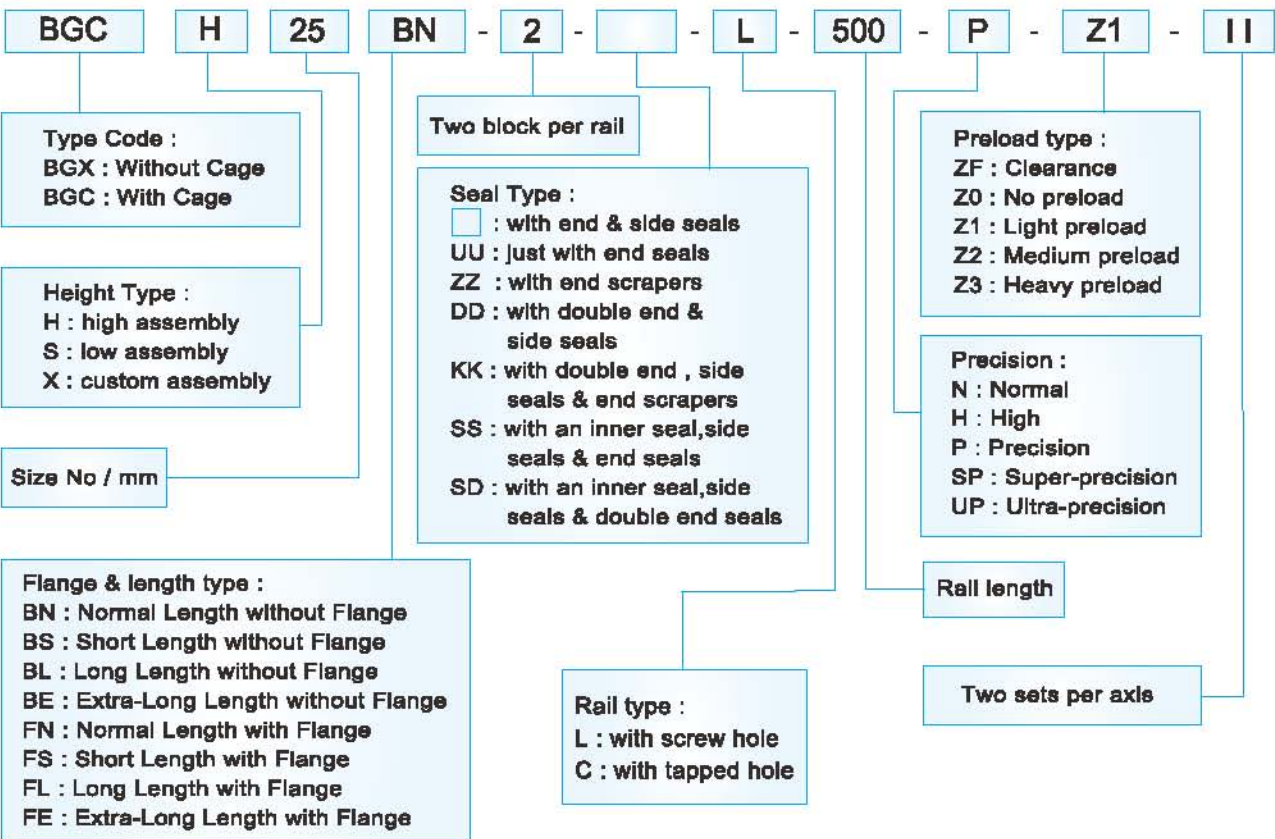 BGC H 25 BN - 2 - - L - 500 - P - Z1 - II
Type Code :
BGX : Without Cage
BGC : With Cage
Height Type :
H : high assembly
S : low assembly
X : custom assembly
Size No / mm
Flange & length type :
BN : Normal Length without Flange
BS : Short Length without Flange
BL : Long Length without Flange
BE : Extra-Long Length without Flange
FN : Normal Length with Flange
FS : Short Length with Flange
FL : Long Length with Flange
FE : Extra-Long Length with Flange
Two block per rail
Seal Type :
: with end & side seals
UU : just with end seals
ZZ : with end scrapers
DD : with double end &
side seals
KK : with double end , side
seals & end scrapers
SS : with an inner seal,side
seals & end seals
SD : with an inner seal,side
seals & double end seals
Rail type :
L : with screw hole
C : with tapped hole
Preload type :
ZF : Clearance
Z0 : No preload
Z1 : Light preload
Z2 : Medium preload
Z3 : Heavy preload
Precision :
N : Normal
H : High
P : Precision
SP : Super-precision
UP : Ultra-precision
Rail length
Two sets per axis